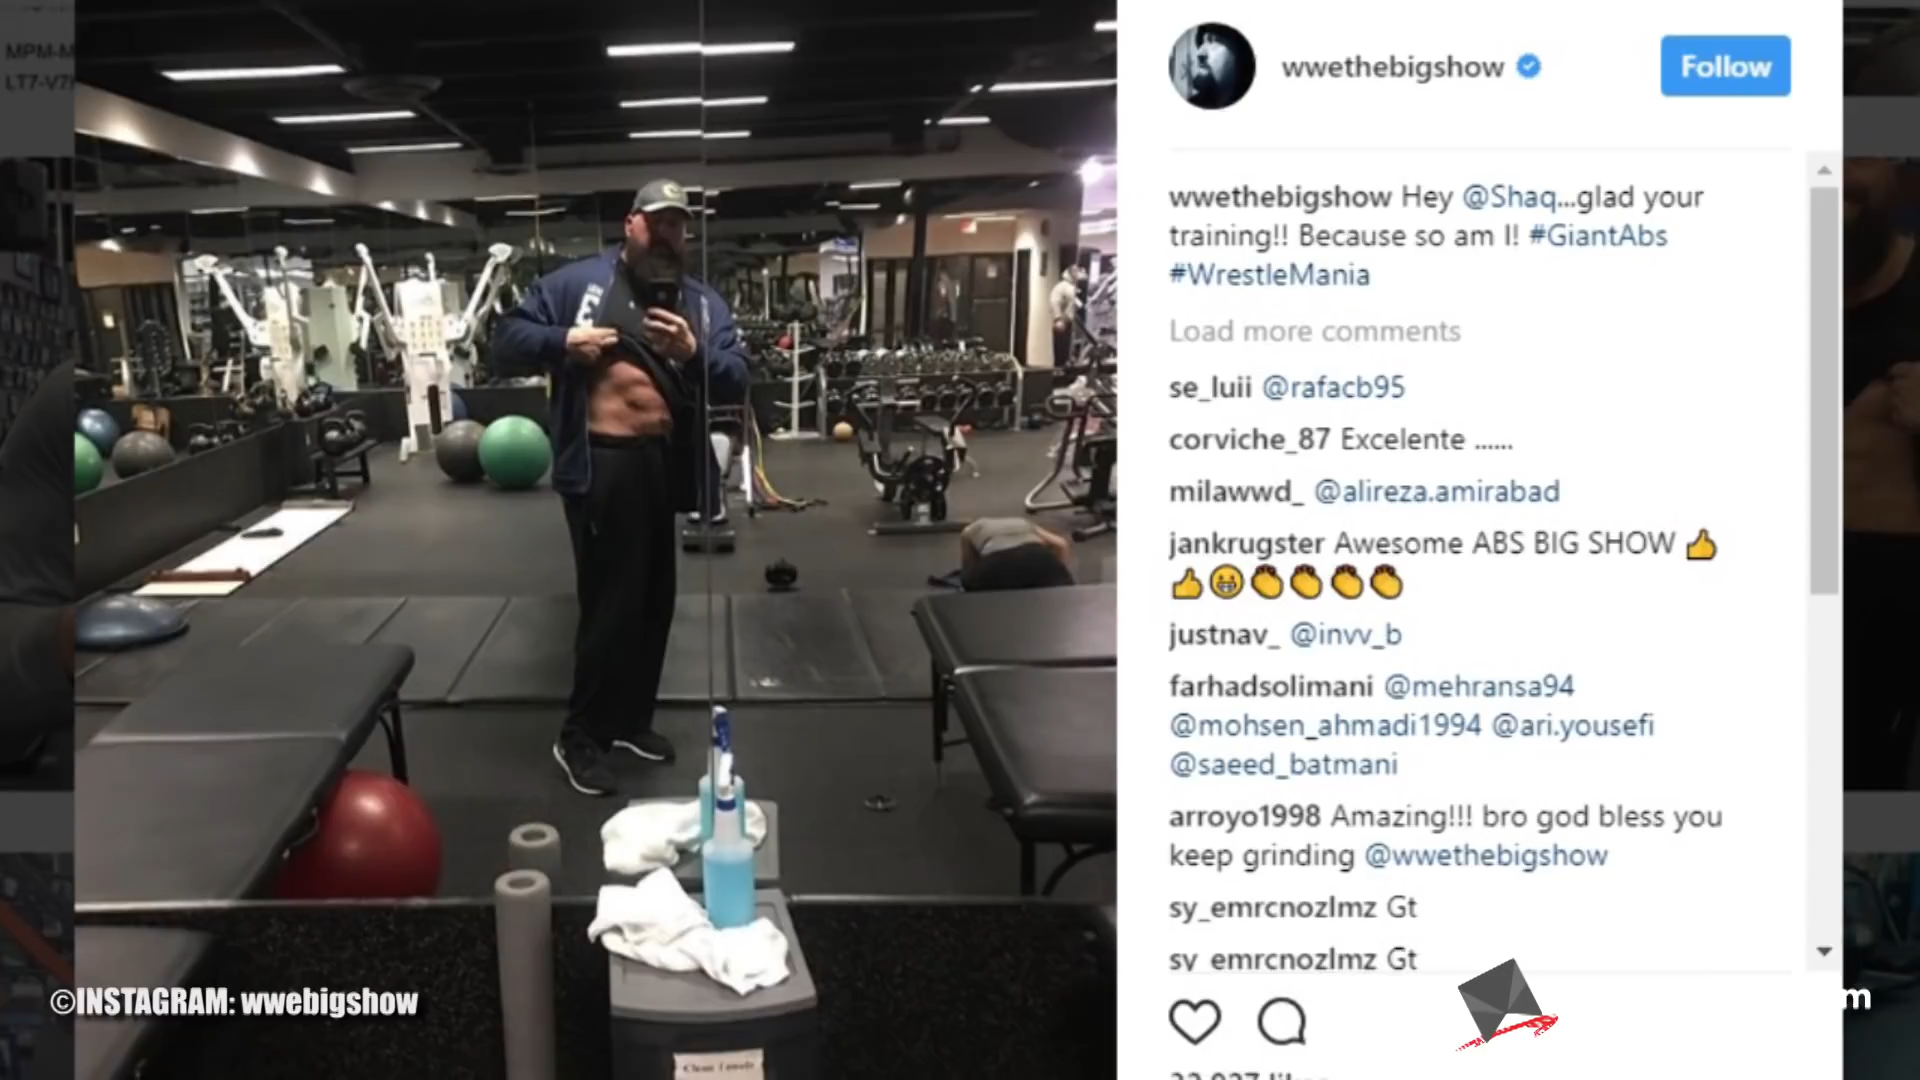 wwethebigshow
Follow
wwethebigshow Hey @Shaq...glad your
training!! Because so am I! #GiantAbs
#WrestleMania
Load more comments
se_luii @rafacb95
corviche_87 Excelente ......
milawwd_ @alireza.amirabad
jankrugster Awesome ABS BIG SHOW 👍
👍😁👏👏👏👏
justnav_ @invv_b
farhadsolimani @mehransa94
@mohsen_ahmadi1994 @ari.yousefi
@saeed_batmani
arroyo1998 Amazing!!! bro god bless you
keep grinding @wwethebigshow
sy_emrcnozlmz Gt
sy_emrcnozlmz Gt
©INSTAGRAM: wwebigshow
Clean Towels